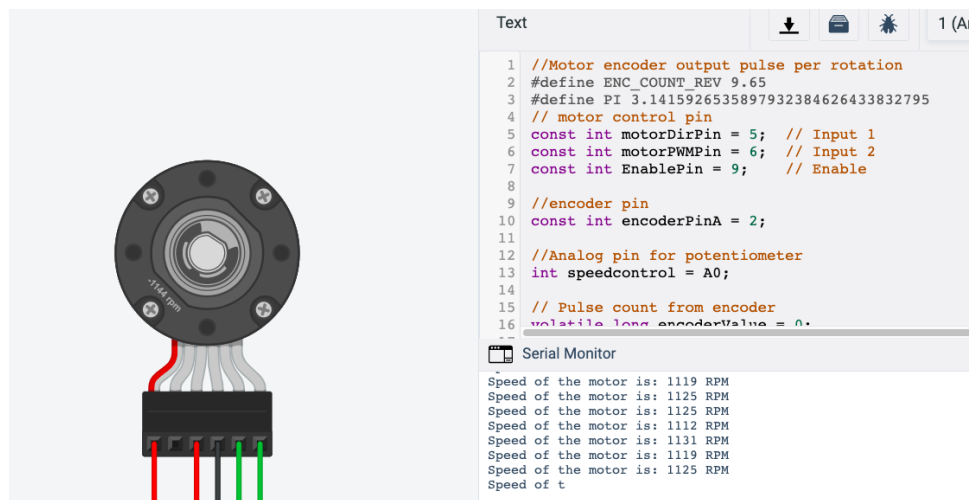 Text
1 (Ar
1 //Motor encoder output pulse per rotation
2 #define ENC_COUNT_REV 9.65
3 #define PI 3.1415926535897932384626433832795
4 // motor control pin
5 const int motorDirPin = 5; // Input 1
6 const int motorPWMPin = 6; // Input 2
7 const int EnablePin = 9; // Enable
8
9 //encoder pin
10 const int encoderPinA = 2;
11
12 //Analog pin for potentiometer
13 int speedcontrol = A0;
14
15 // Pulse count from encoder
16 volatile long encoderValue = 0;
-1144 rpm
Serial Monitor
Speed of the motor is: 1119 RPM
Speed of the motor is: 1125 RPM
Speed of the motor is: 1125 RPM
Speed of the motor is: 1112 RPM
Speed of the motor is: 1131 RPM
Speed of the motor is: 1119 RPM
Speed of the motor is: 1125 RPM
Speed of t